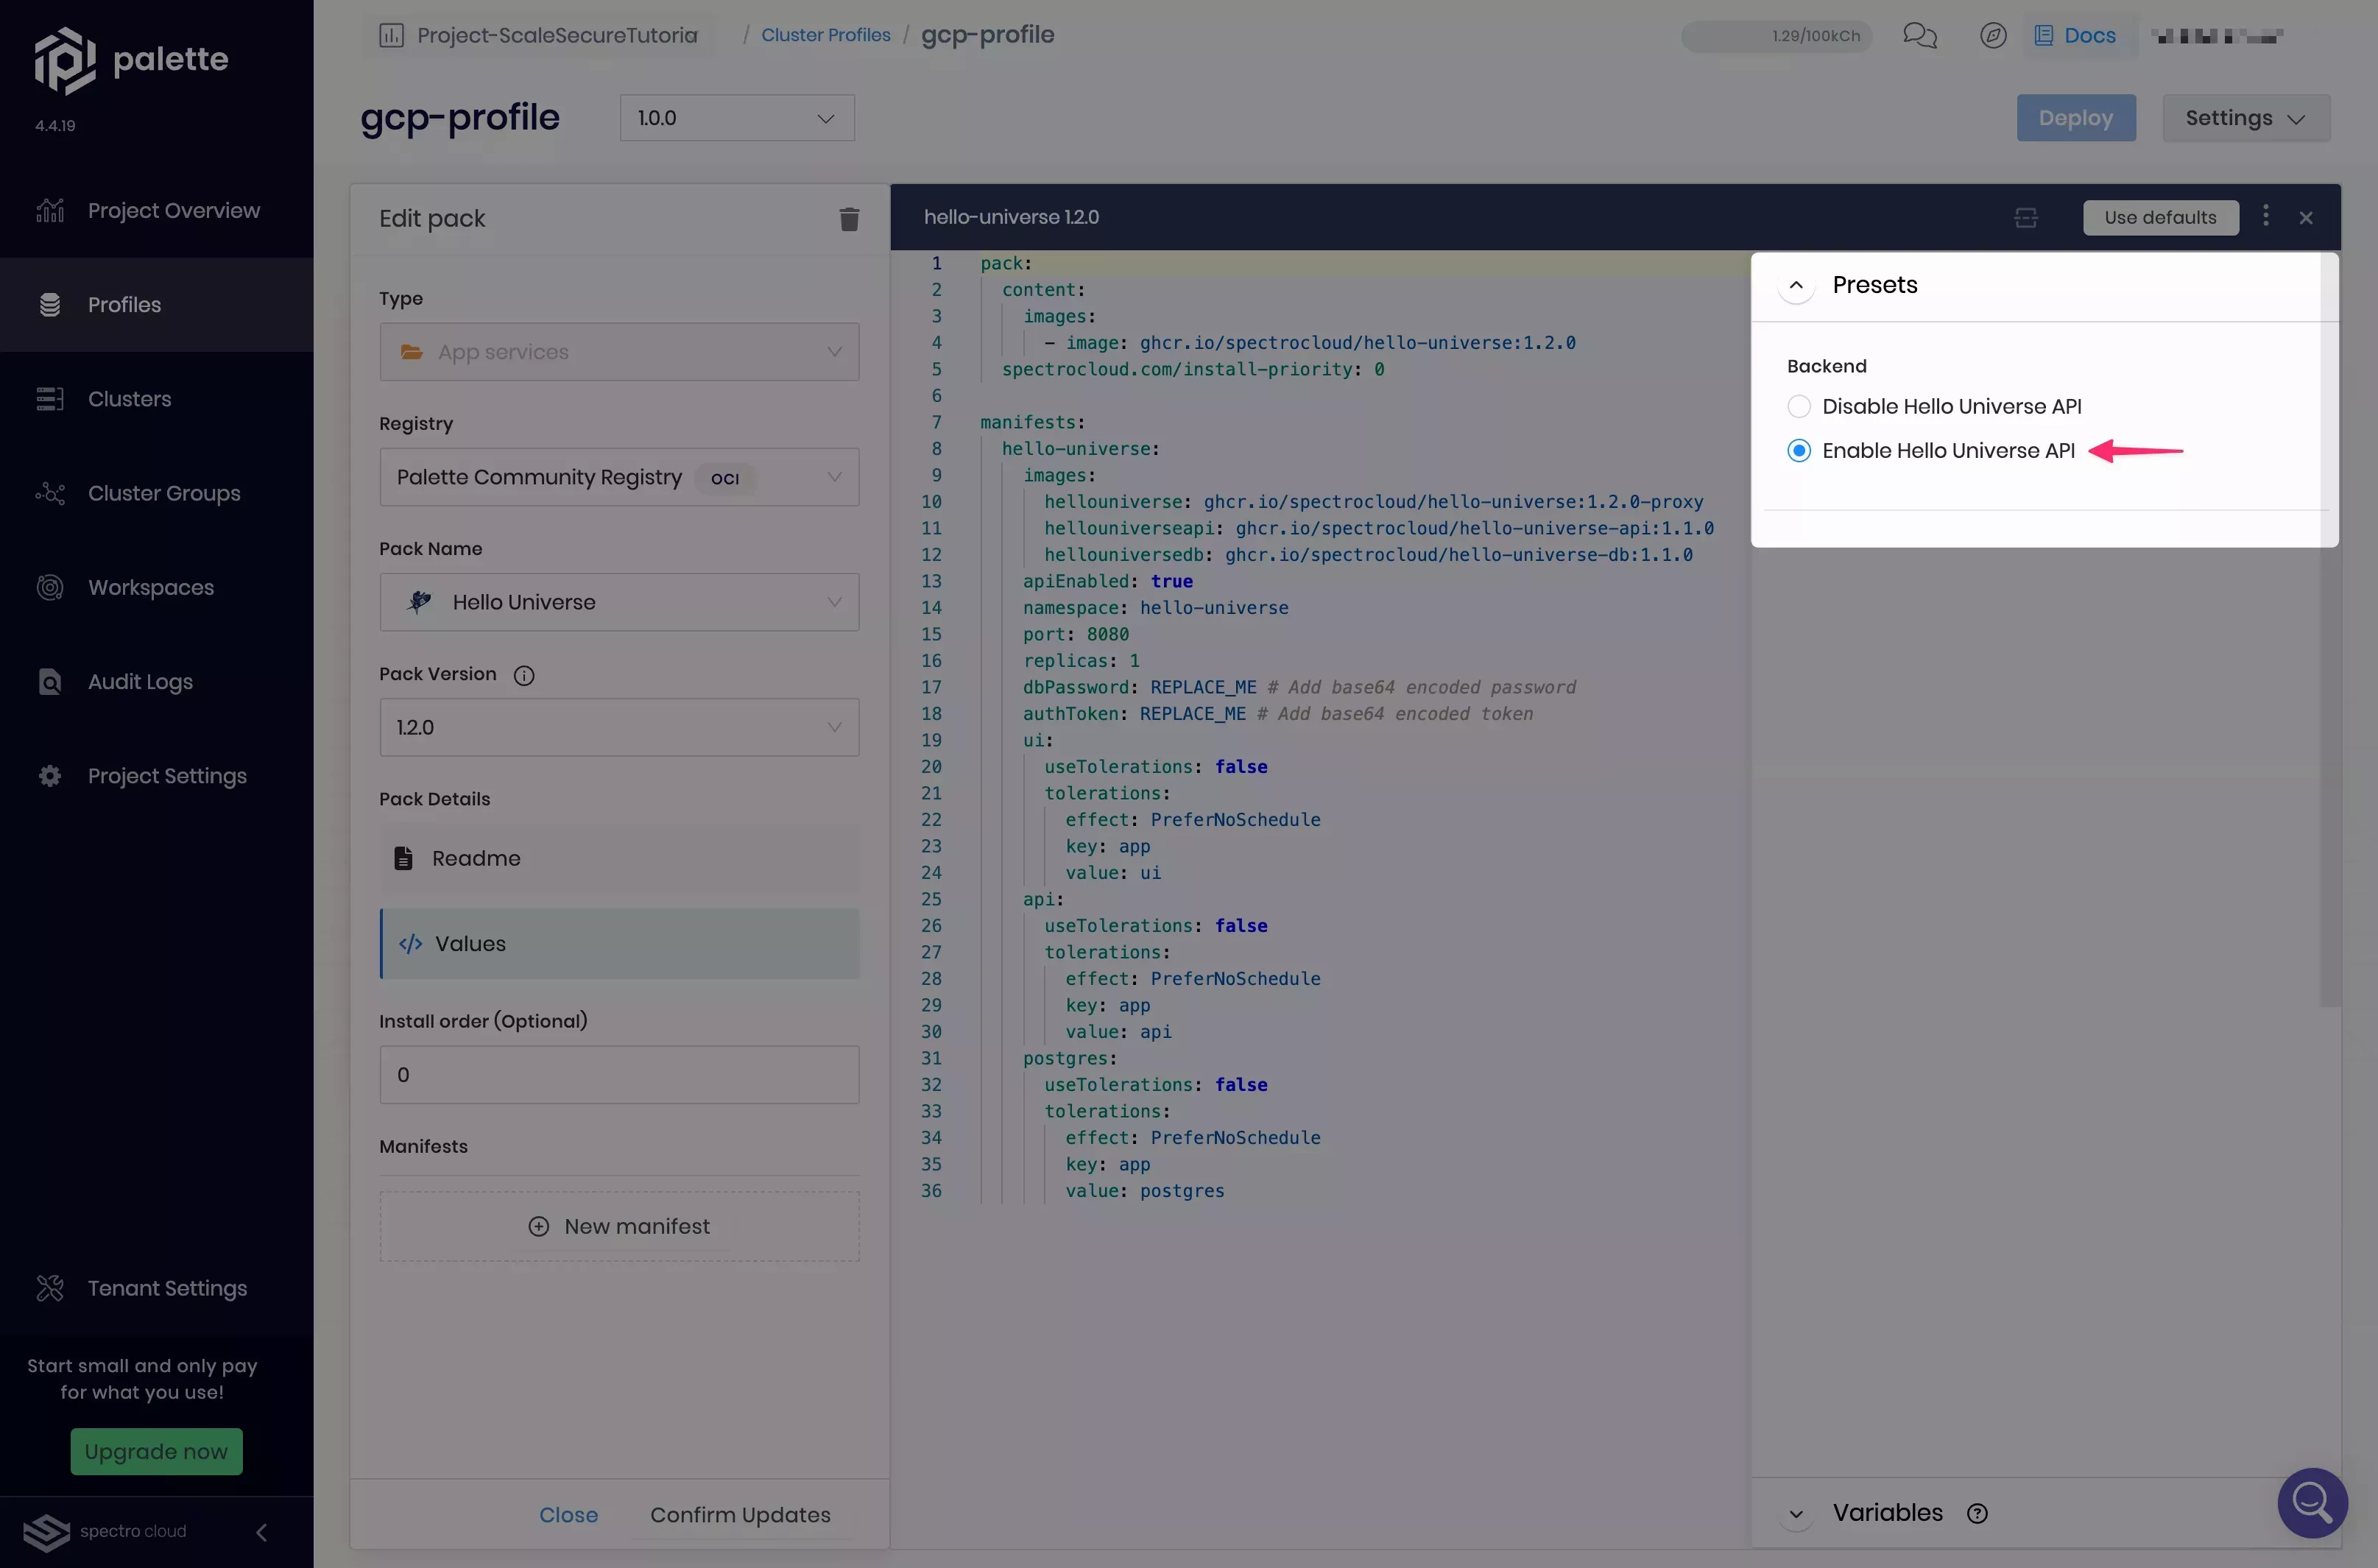 palette
4.4.19
Project Overview
Profiles
Clusters
Cluster Groups
Workspaces
Audit Logs
Project Settings
Tenant Settings
Start small and only pay
for what you use!
Upgrade now
spectro cloud
Project-ScaleSecureTutoria
/ Cluster Profiles / gcp-profile
1.29/100kCh
Docs
gcp-profile
1.0.0
Deploy
Settings
Edit pack
Type
App services
Registry
Palette Community Registry OCI
Pack Name
Hello Universe
Pack Version
1.2.0
Pack Details
Readme
</> Values
Install order (Optional)
0
Manifests
New manifest
Close
Confirm Updates
hello-universe 1.2.0
Use defaults
1 pack:
2 content:
3 images:
4 - image: ghcr.io/spectrocloud/hello-universe:1.2.0
5 spectrocloud.com/install-priority: 0
6
7 manifests:
8 hello-universe:
9 images:
10 hellouniverse: ghcr.io/spectrocloud/hello-universe:1.2.0-proxy
11 hellouniverseapi: ghcr.io/spectrocloud/hello-universe-api:1.1.0
12 hellouniversedb: ghcr.io/spectrocloud/hello-universe-db:1.1.0
13 apiEnabled: true
14 namespace: hello-universe
15 port: 8080
16 replicas: 1
17 dbPassword: REPLACE_ME # Add base64 encoded password
18 authToken: REPLACE_ME # Add base64 encoded token
19 ui:
20 useTolerations: false
21 tolerations:
22 effect: PreferNoSchedule
23 key: app
24 value: ui
25 api:
26 useTolerations: false
27 tolerations:
28 effect: PreferNoSchedule
29 key: app
30 value: api
31 postgres:
32 useTolerations: false
33 tolerations:
34 effect: PreferNoSchedule
35 key: app
36 value: postgres
Presets
Backend
Disable Hello Universe API
Enable Hello Universe API
Variables